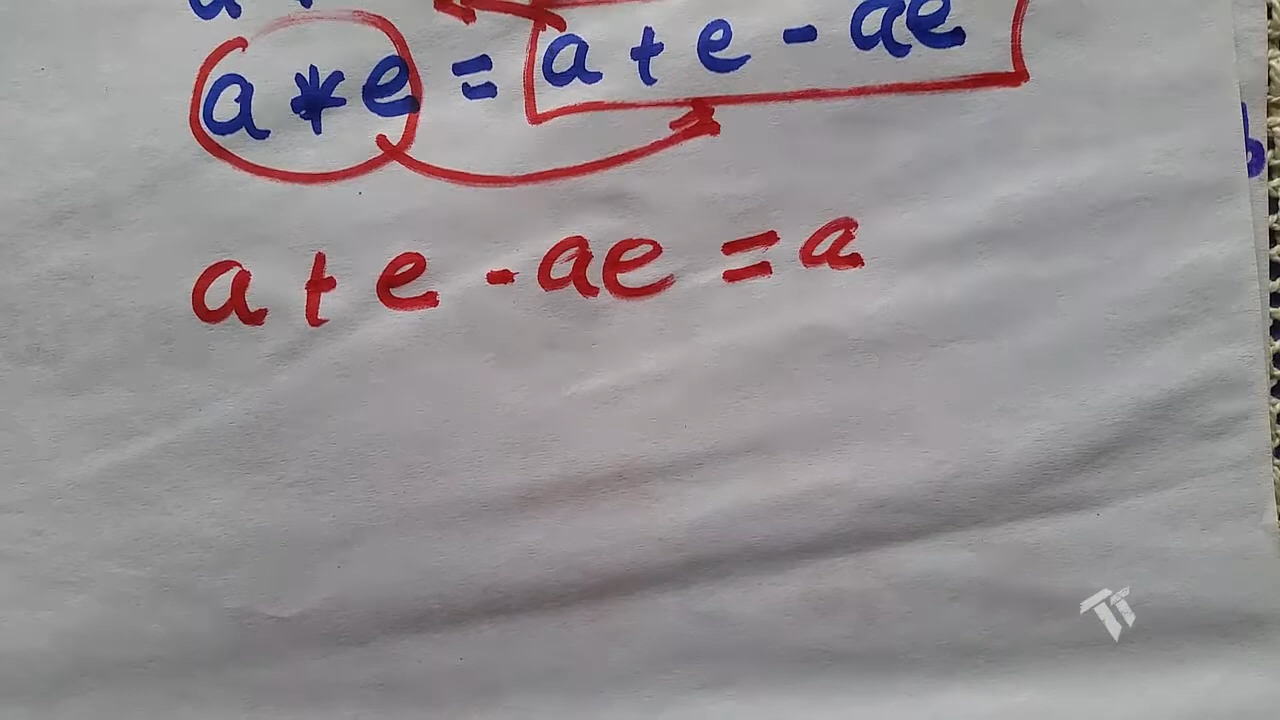 a * e = a + e - ae
a + e - ae = a